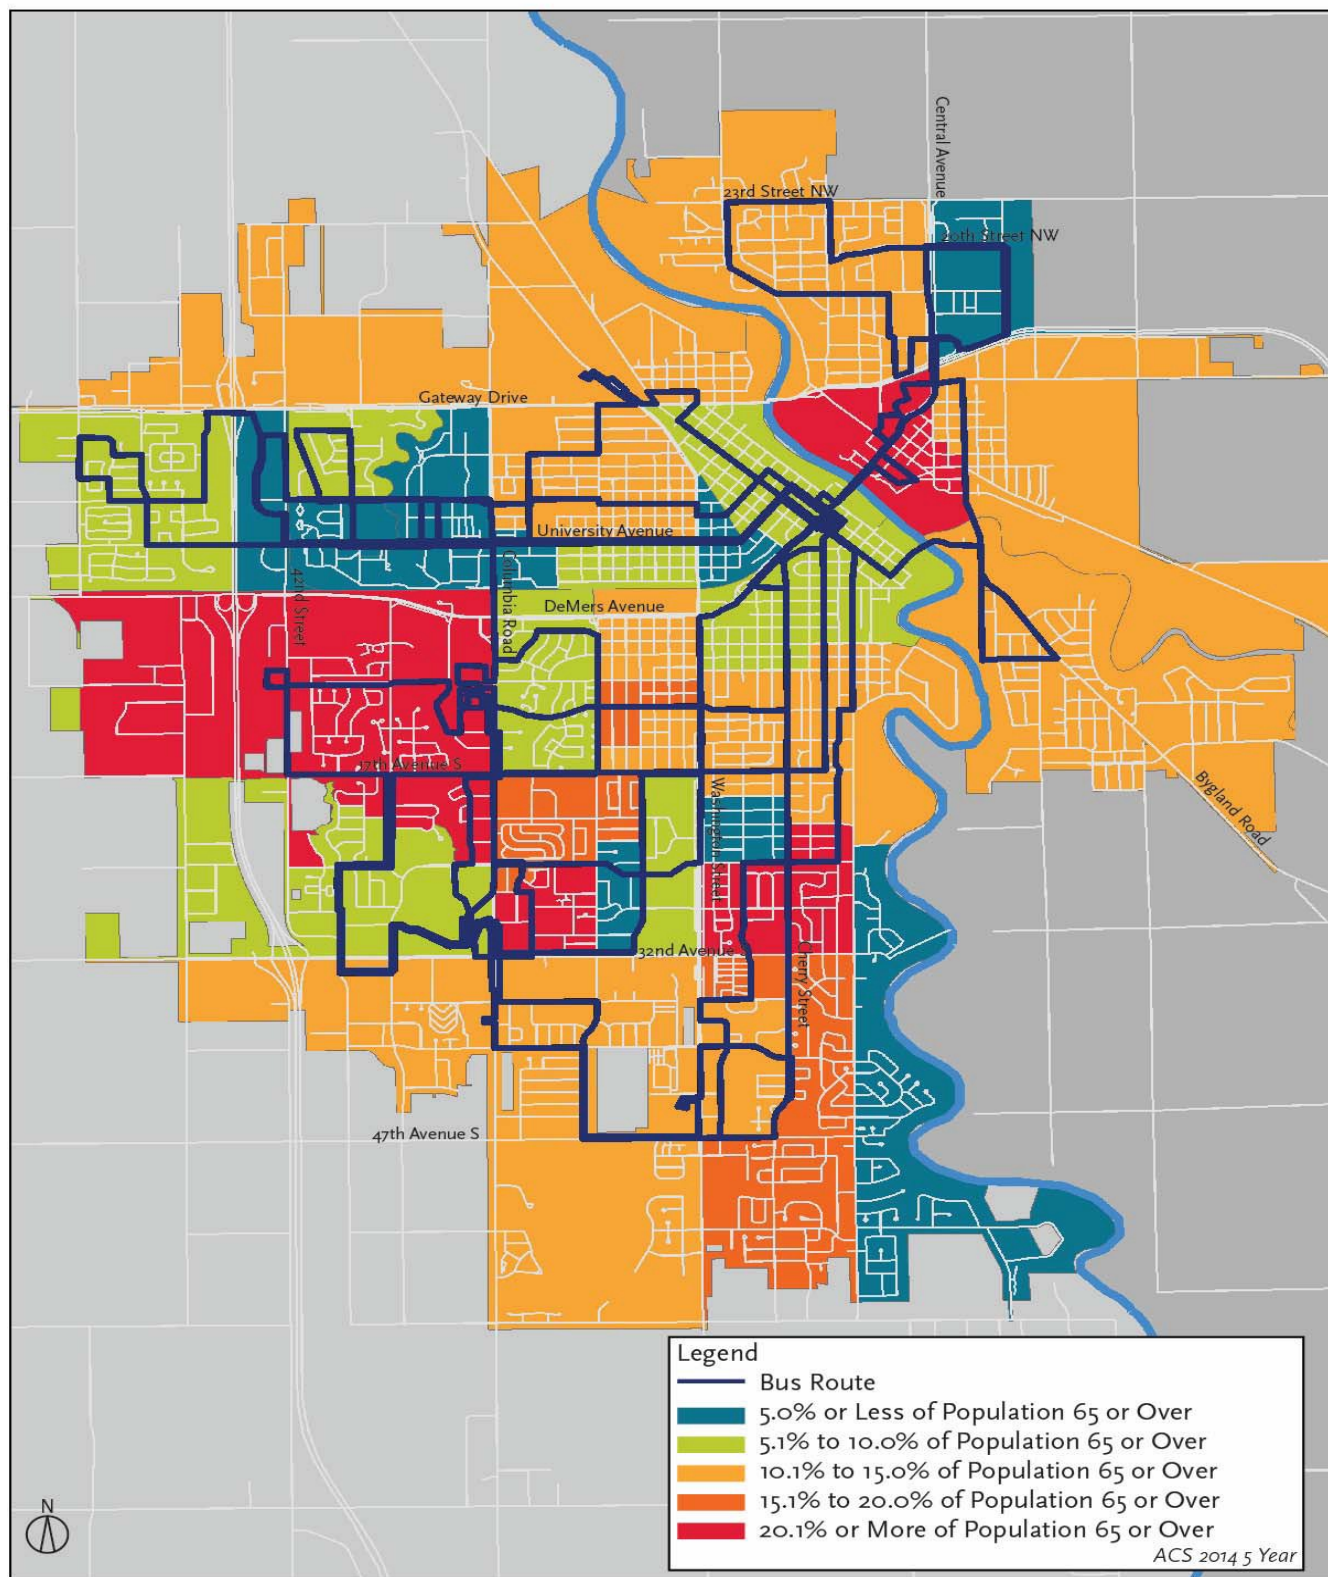 Central Avenue
23rd Street NW
20th Street NW
Gateway Drive
University Avenue
Columbia Road
42nd Street
DeMers Avenue
17th Avenue S
Washington Street
Bygland Road
32nd Avenue S
Cherry Street
47th Avenue S
Legend
Bus Route
5.0% or Less of Population 65 or Over
5.1% to 10.0% of Population 65 or Over
10.1% to 15.0% of Population 65 or Over
15.1% to 20.0% of Population 65 or Over
20.1% or More of Population 65 or Over
ACS 2014 5 Year
N